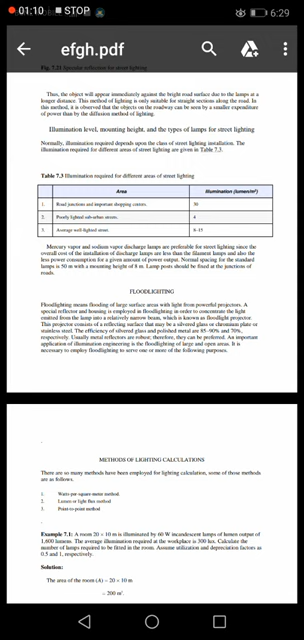 01:10 STOP
6:29
efgh.pdf
Fig. 7.21 Specular reflection for street lighting
Thus, the object will appear immediately against the bright road surface due to the lamps at a
longer distance. This method of lighting is only suitable for straight sections along the road. In
this method, it is observed that the objects on the roadway can be seen by a smaller expenditure
of power than by the diffusion method of lighting.
Illumination level, mounting height, and the types of lamps for street lighting
Normally, illumination required depends upon the class of street lighting installation. The
illumination required for different areas of street lighting are given in Table 7.3.
Table 7.3 Illumination required for different areas of street lighting
Area Illumination (lumen/m²)
1. Road junctions and important shopping centers. 30
2. Poorly lighted sub-urban streets. 4
3. Average well-lighted street. 8–15
Mercury vapor and sodium vapor discharge lamps are preferable for street lighting since the
overall cost of the installation of discharge lamps are less than the filament lamps and also the
less power consumption for a given amount of power output. Normal spacing for the standard
lamps is 50 m with a mounting height of 8 m. Lamp posts should be fixed at the junctions of
roads.
FLOODLIGHTING
Floodlighting means flooding of large surface areas with light from powerful projectors. A
special reflector and housing is employed in floodlighting in order to concentrate the light
emitted from the lamp into a relatively narrow beam, which is known as floodlight projector.
This projector consists of a reflecting surface that may be a silvered glass or chromium plate or
stainless steel. The efficiency of silvered glass and polished metal are 85–90% and 70%,
respectively. Usually metal reflectors are robust; therefore, they can be preferred. An important
application of illumination engineering is the floodlighting of large and open areas. It is
necessary to employ floodlighting to serve one or more of the following purposes.
METHODS OF LIGHTING CALCULATIONS
There are so many methods have been employed for lighting calculation, some of those methods
are as follows.
1. Watts-per-square-meter method.
2. Lumen or light flux method
3. Point-to-point method
Example 7.1: A room 20 × 10 m is illuminated by 60 W incandescent lamps of lumen output of
1,600 lumens. The average illumination required at the workplace is 300 lux. Calculate the
number of lamps required to be fitted in the room. Assume utilization and depreciation factors as
0.5 and 1, respectively.
Solution:
The area of the room (A) = 20 × 10 m
= 200 m².